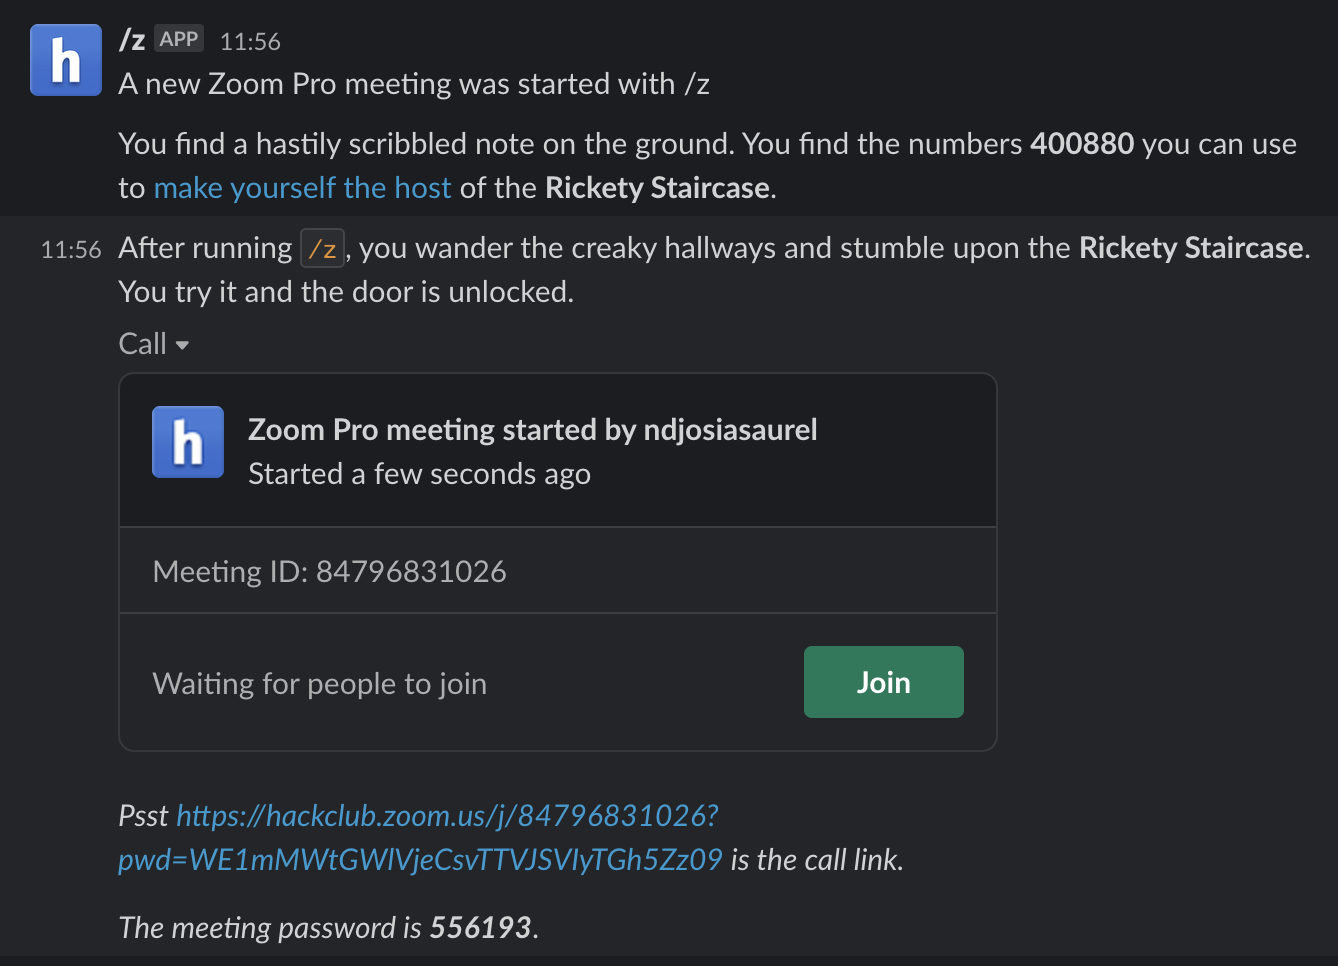 h
/z APP 11:56
A new Zoom Pro meeting was started with /z
You find a hastily scribbled note on the ground. You find the numbers 400880 you can use
to make yourself the host of the Rickety Staircase.
11:56 After running /z, you wander the creaky hallways and stumble upon the Rickety Staircase.
You try it and the door is unlocked.
Call
h
Zoom Pro meeting started by ndjosiasaurel
Started a few seconds ago
Meeting ID: 84796831026
Waiting for people to join
Join
Psst https://hackclub.zoom.us/j/84796831026?
pwd=WE1mMWtGWlVjeCsvTTVJSVIyTGh5Zz09 is the call link.
The meeting password is 556193.